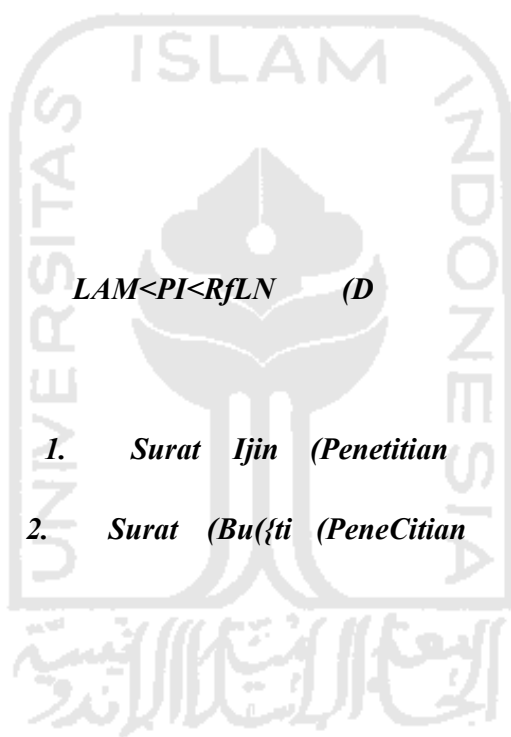 ISLAM
UNIVERSITAS
INDONESIA
LAM<PI<RfLN (D
1. Surat Ijin (Penetitian
2. Surat (Bu({ti (PeneCitian